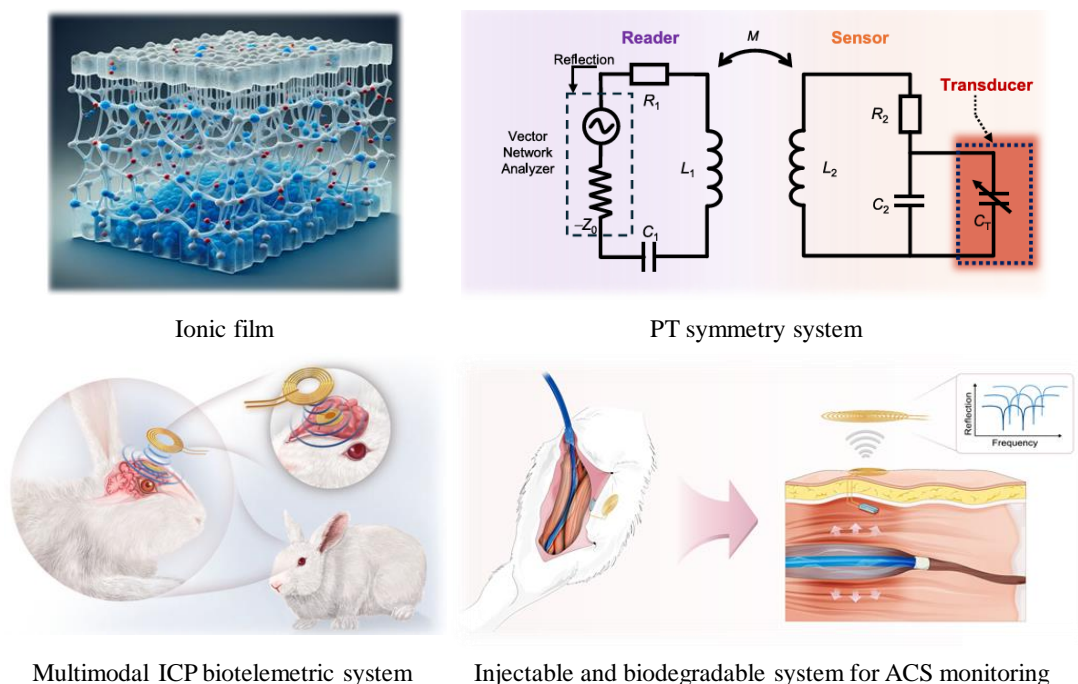 Reader
M
Sensor
Reflection
R1
Transducer
R2
Vector
Network
Analyzer
L1
L2
C2
CT
–Z0
C1
Ionic film
PT symmetry system
Reflection
Frequency
Multimodal ICP biotelemetric system
Injectable and biodegradable system for ACS monitoring